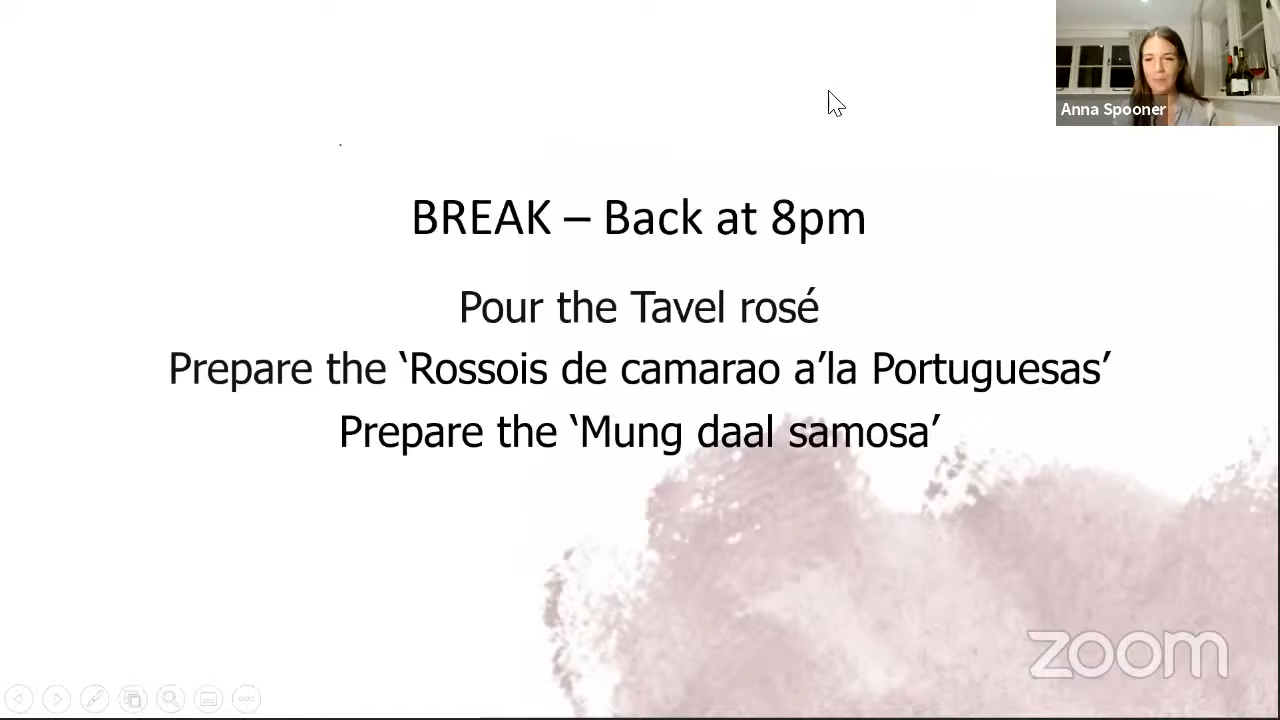 Anna Spooner
BREAK – Back at 8pm
Pour the Tavel rosé
Prepare the ‘Rossois de camarao a’la Portuguesas’
Prepare the ‘Mung daal samosa’
zoom